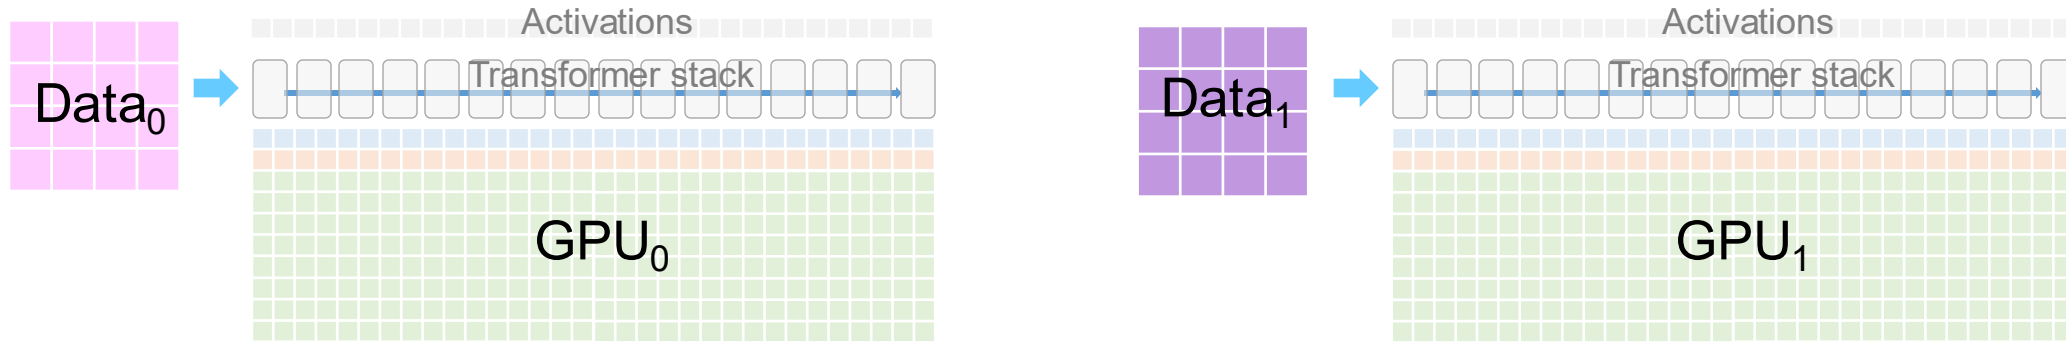 Activations
Transformer stack
Data₀
GPU₀
Activations
Transformer stack
Data₁
GPU₁